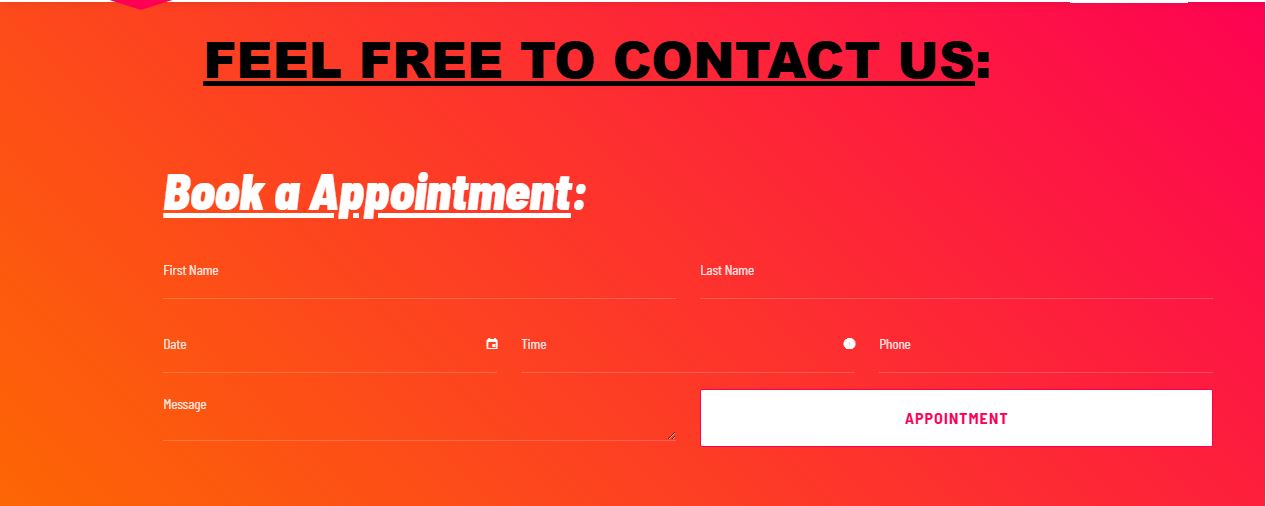 FEEL FREE TO CONTACT US:
Book a Appointment:
First Name
Last Name
Date
Time
Phone
Message
APPOINTMENT